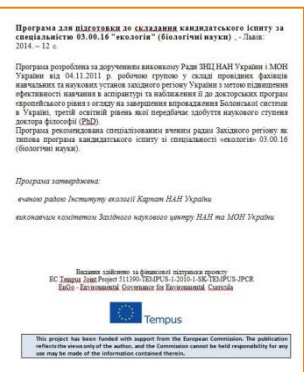 Програма для підготовки до складання кандидатського іспиту за
спеціальністю 03.00.16 "екологія" (біологічні науки) , - Львів:
2014. – 12 с.
Програма розроблена за дорученням виконкому Ради ЗНЦ НАН України і МОН
України від 04.11.2011 р. робочою групою у складі провідних фахівців
навчальних та наукових установ західного регіону України з метою підвищення
ефективності навчання в аспірантурі та наближення її до докторських програм
європейського рівня з огляду на завершення впровадження Болонської системи
в Україні, третій освітній рівень якої передбачає здобуття наукового ступеня
доктора філософії (PhD).
Програма рекомендована спеціалізованим вченим радам Західного регіону як
типова програма кандидатського іспиту зі спеціальності «екологія» 03.00.16
(біологічні науки).
Програма затверджена:
вченою радою Інституту екології Карпат НАН України
виконавчим комітетом Західного наукового центру НАН та МОН України
Видання здійснено за фінансової підтримки проекту
ЕС Tempus Joint Project 511390-TEMPUS-1-2010-1-SK-TEMPUS-JPCR
EnGo - Environmental Governance for Environmental Curricula
Tempus
This project has been funded with support from the European Commission. The publication
reflects the views only of the author, and the Commission cannot be held responsibility for any
use may be made of the information contained therein.